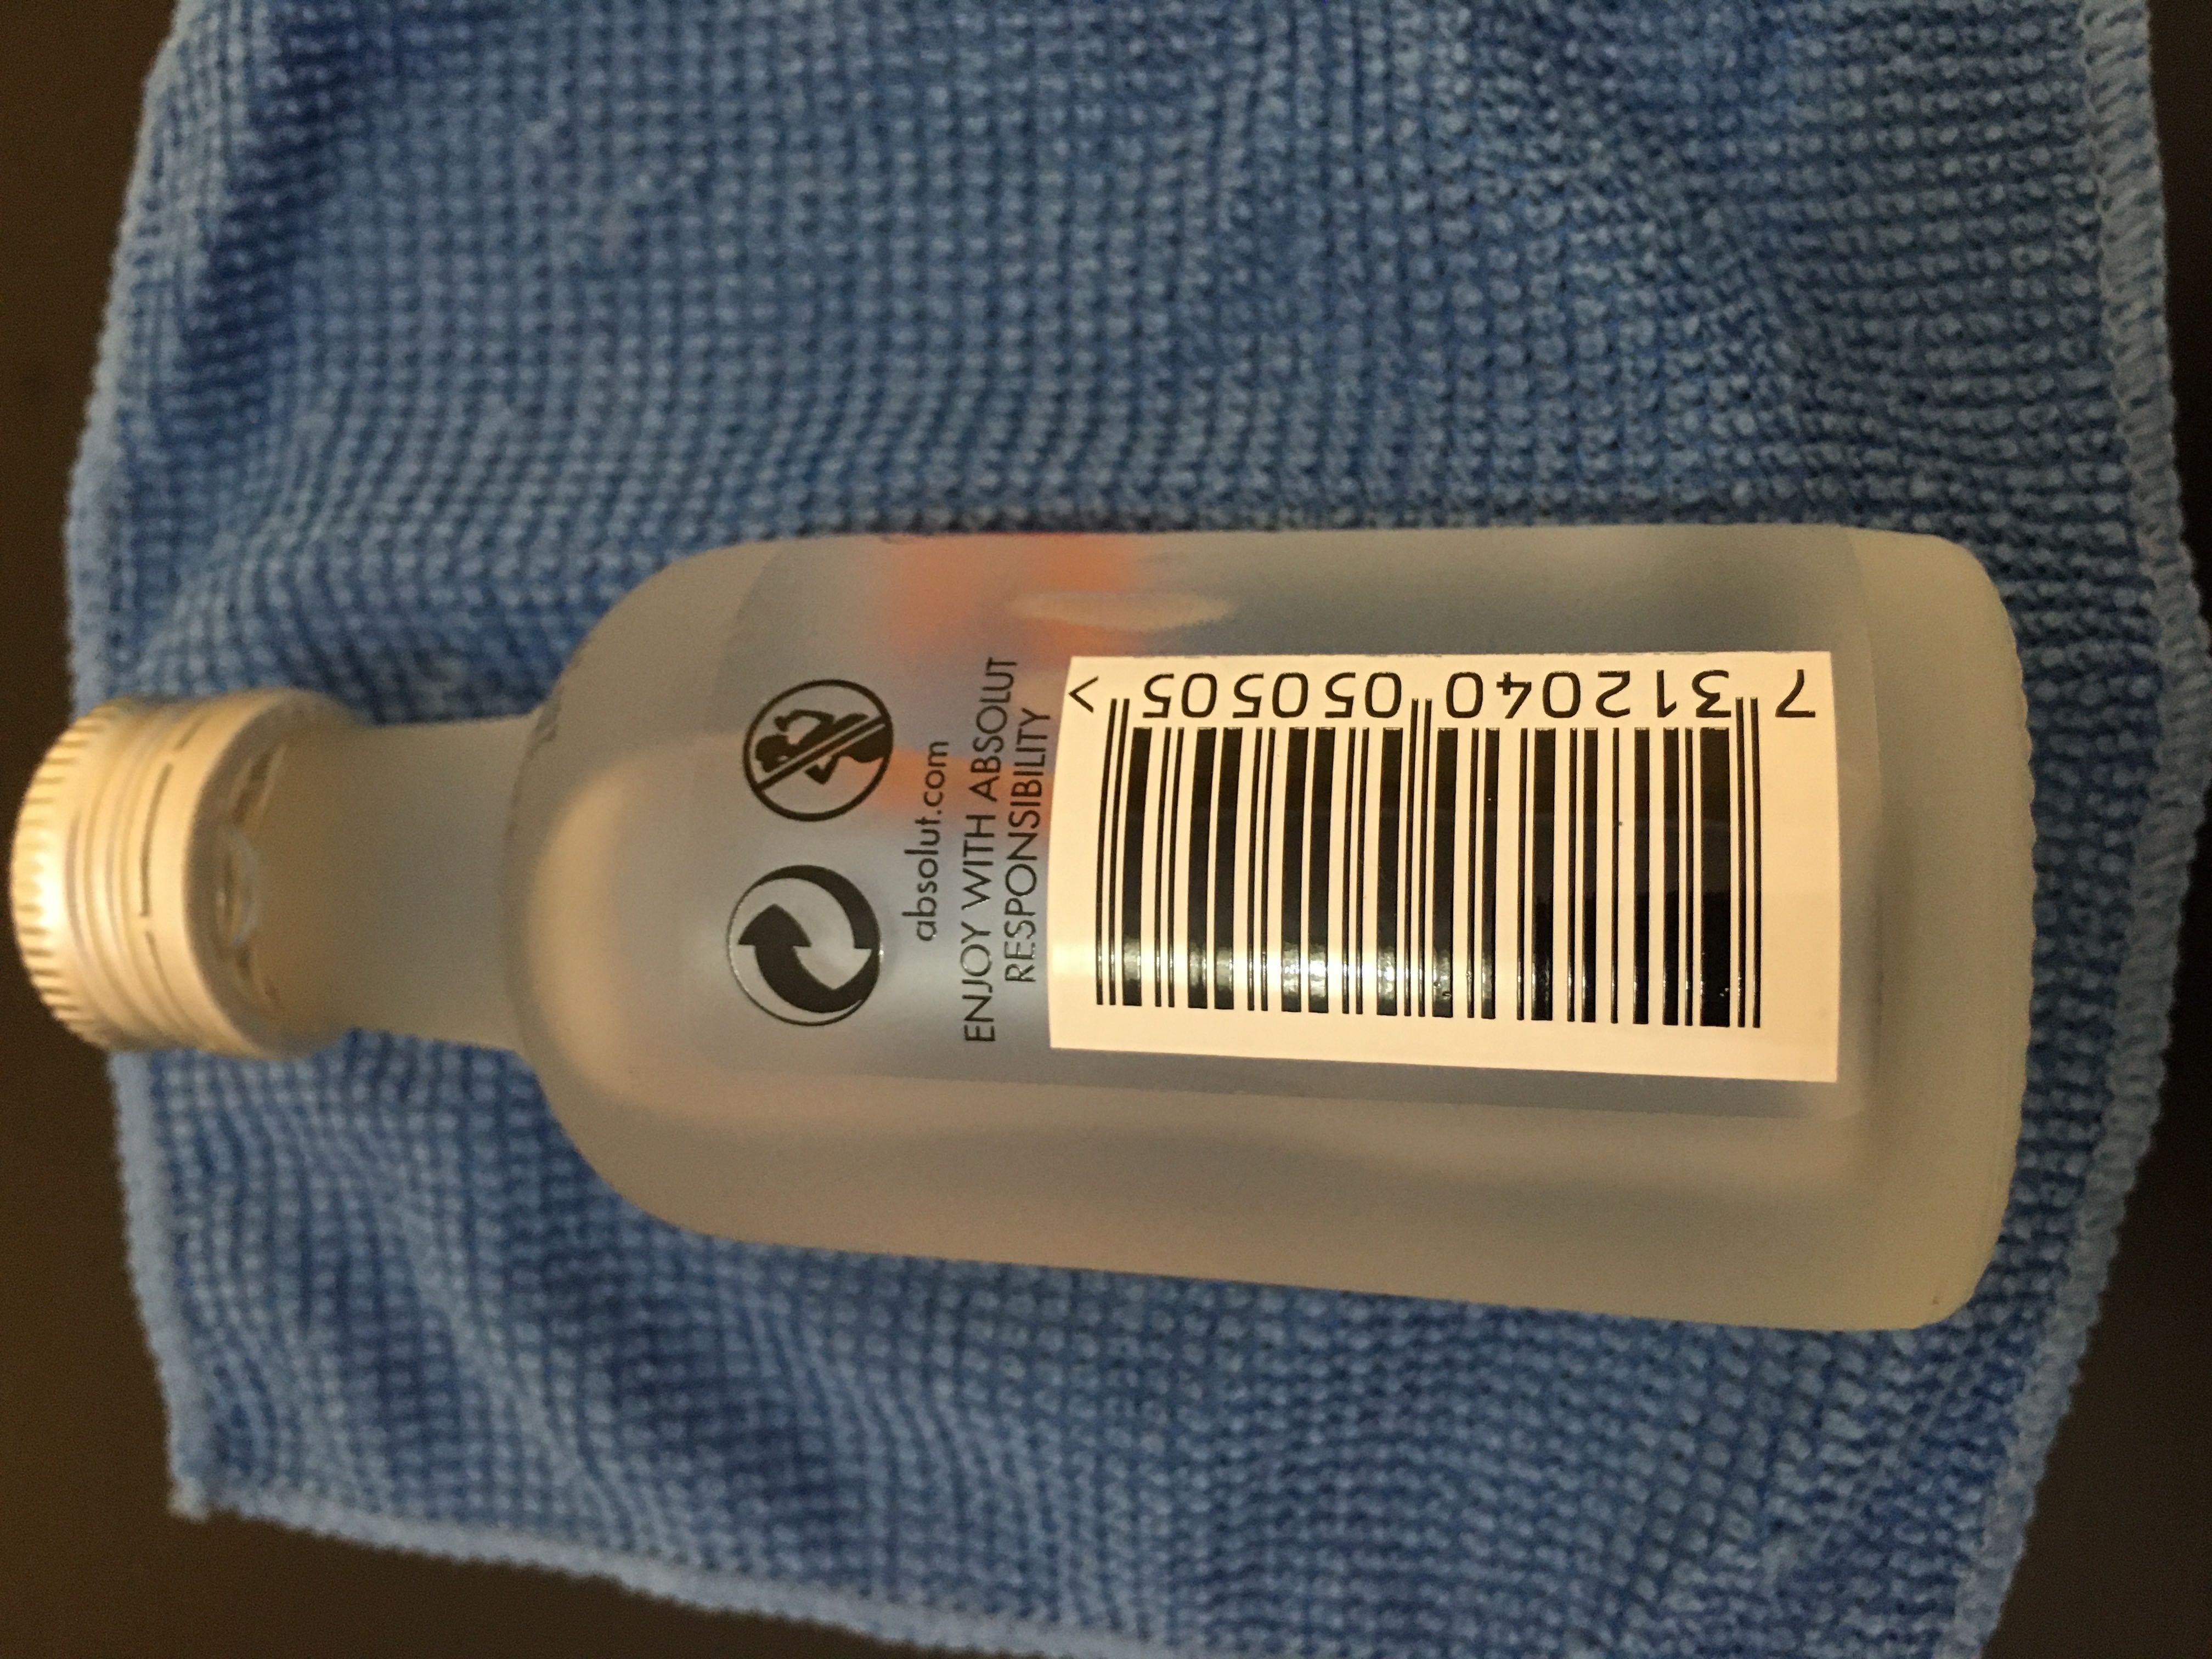 absolut.com
ENJOY WITH ABSOLUT
RESPONSIBILITY
7 312040 050505 >